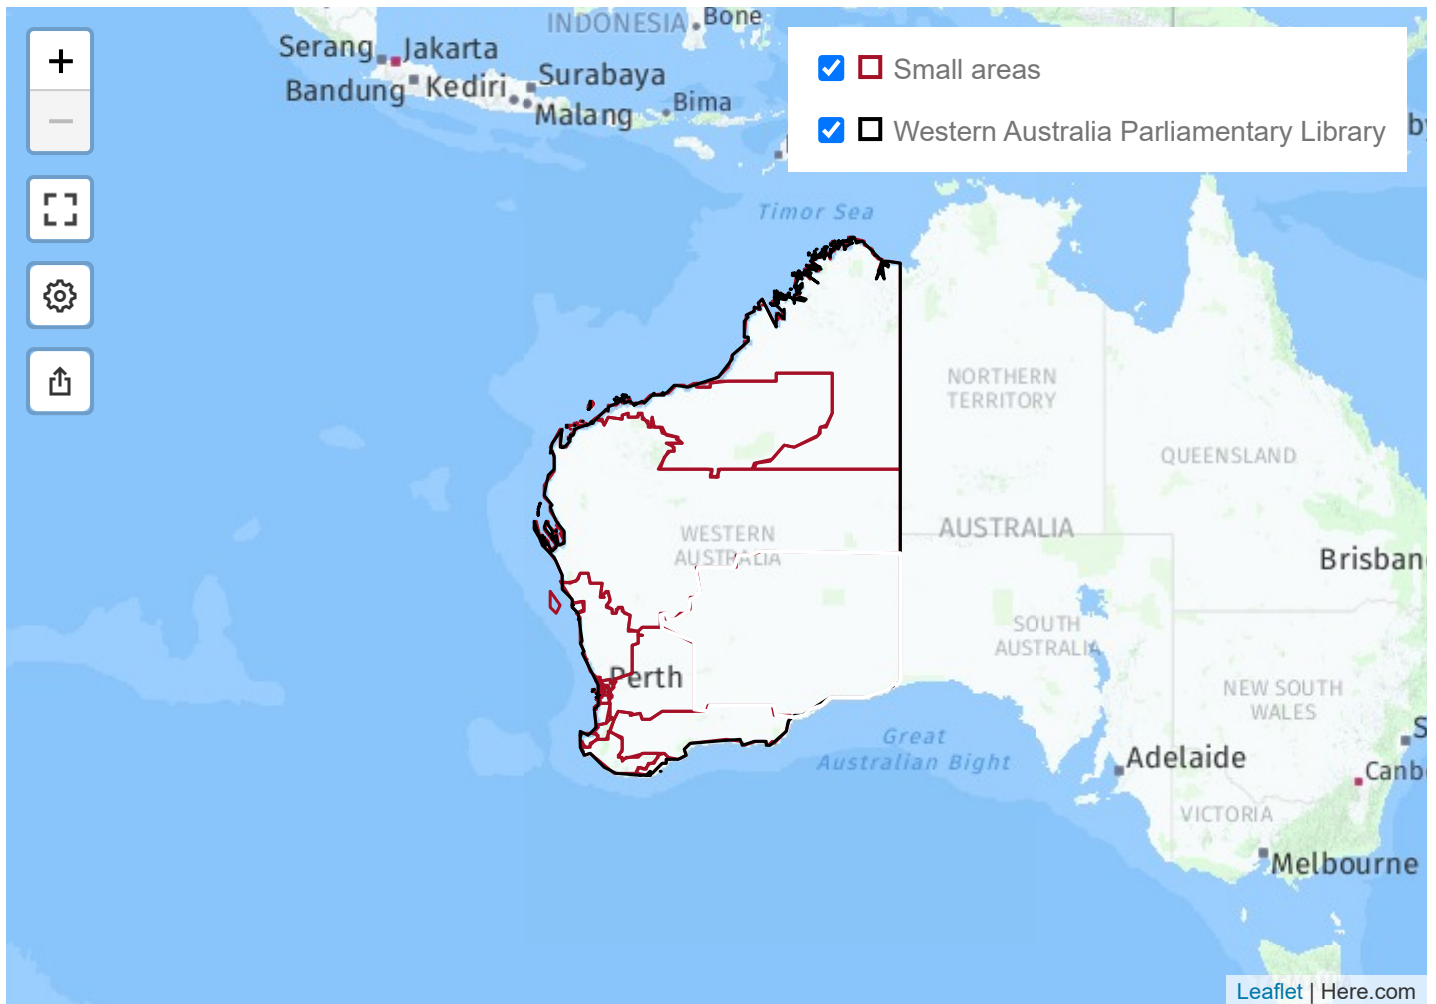 INDONESIA
Bone
Serang
Jakarta
Bandung
Kediri
Surabaya
Malang
Bima
+
−
Small areas
Western Australia Parliamentary Library
by
Timor Sea
NORTHERN
TERRITORY
QUEENSLAND
WESTERN
AUSTRALIA
AUSTRALIA
Brisban
SOUTH
AUSTRALIA
Perth
NEW SOUTH
WALES
Great
Australian Bight
Adelaide
S
Canb
VICTORIA
Melbourne
Leaflet | Here.com